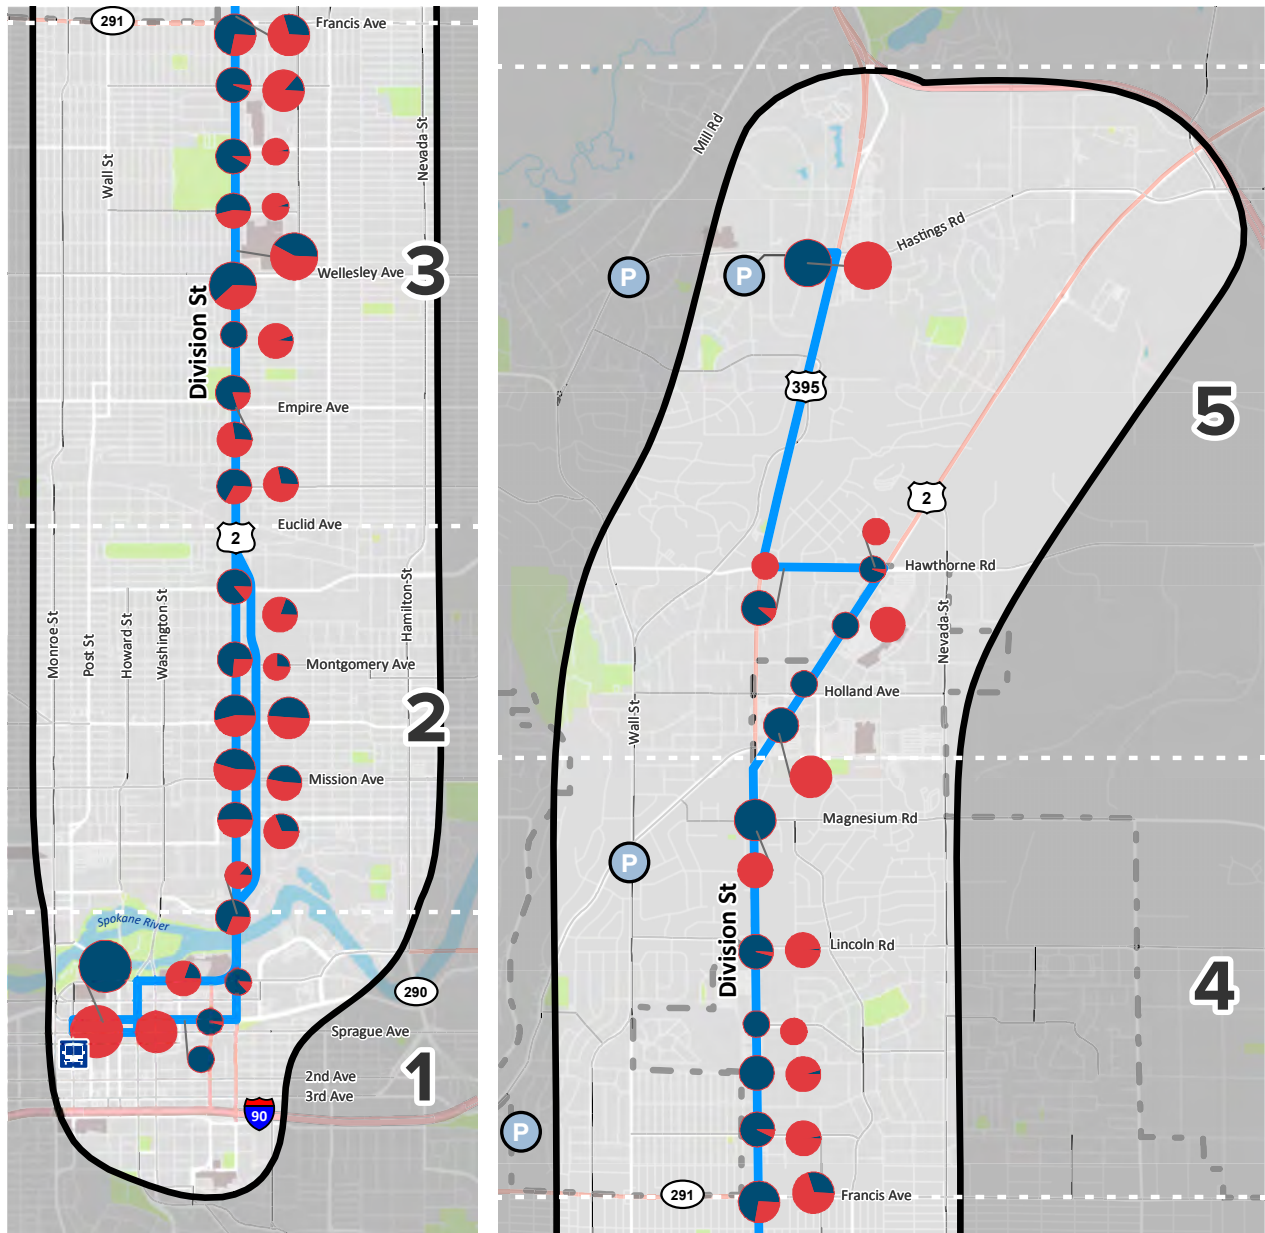 291
Francis Ave
Wall St
Nevada St
3
Wellesley Ave
Division St
Empire Ave
Euclid Ave
2
Monroe St
Post St
Howard St
Washington St
Hamilton St
Montgomery Ave
2
Mission Ave
Spokane River
290
Sprague Ave
1
2nd Ave
3rd Ave
90
Mill Rd
Hastings Rd
P
P
395
5
2
Hawthorne Rd
Nevada St
Holland Ave
Wall St
Magnesium Rd
P
Division St
Lincoln Rd
4
P
291
Francis Ave